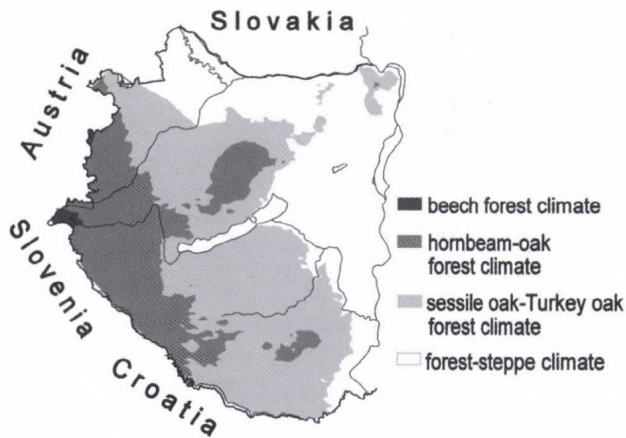 Slovakia
Austria
Slovenia
Croatia
beech forest climate
hornbeam-oak
forest climate
sessile oak-Turkey oak
forest climate
forest-steppe climate